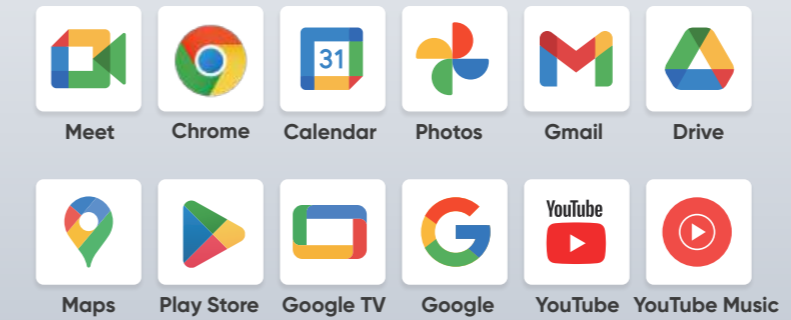 31
Meet Chrome Calendar Photos Gmail Drive
YouTube
Maps Play Store Google TV Google YouTube YouTube Music